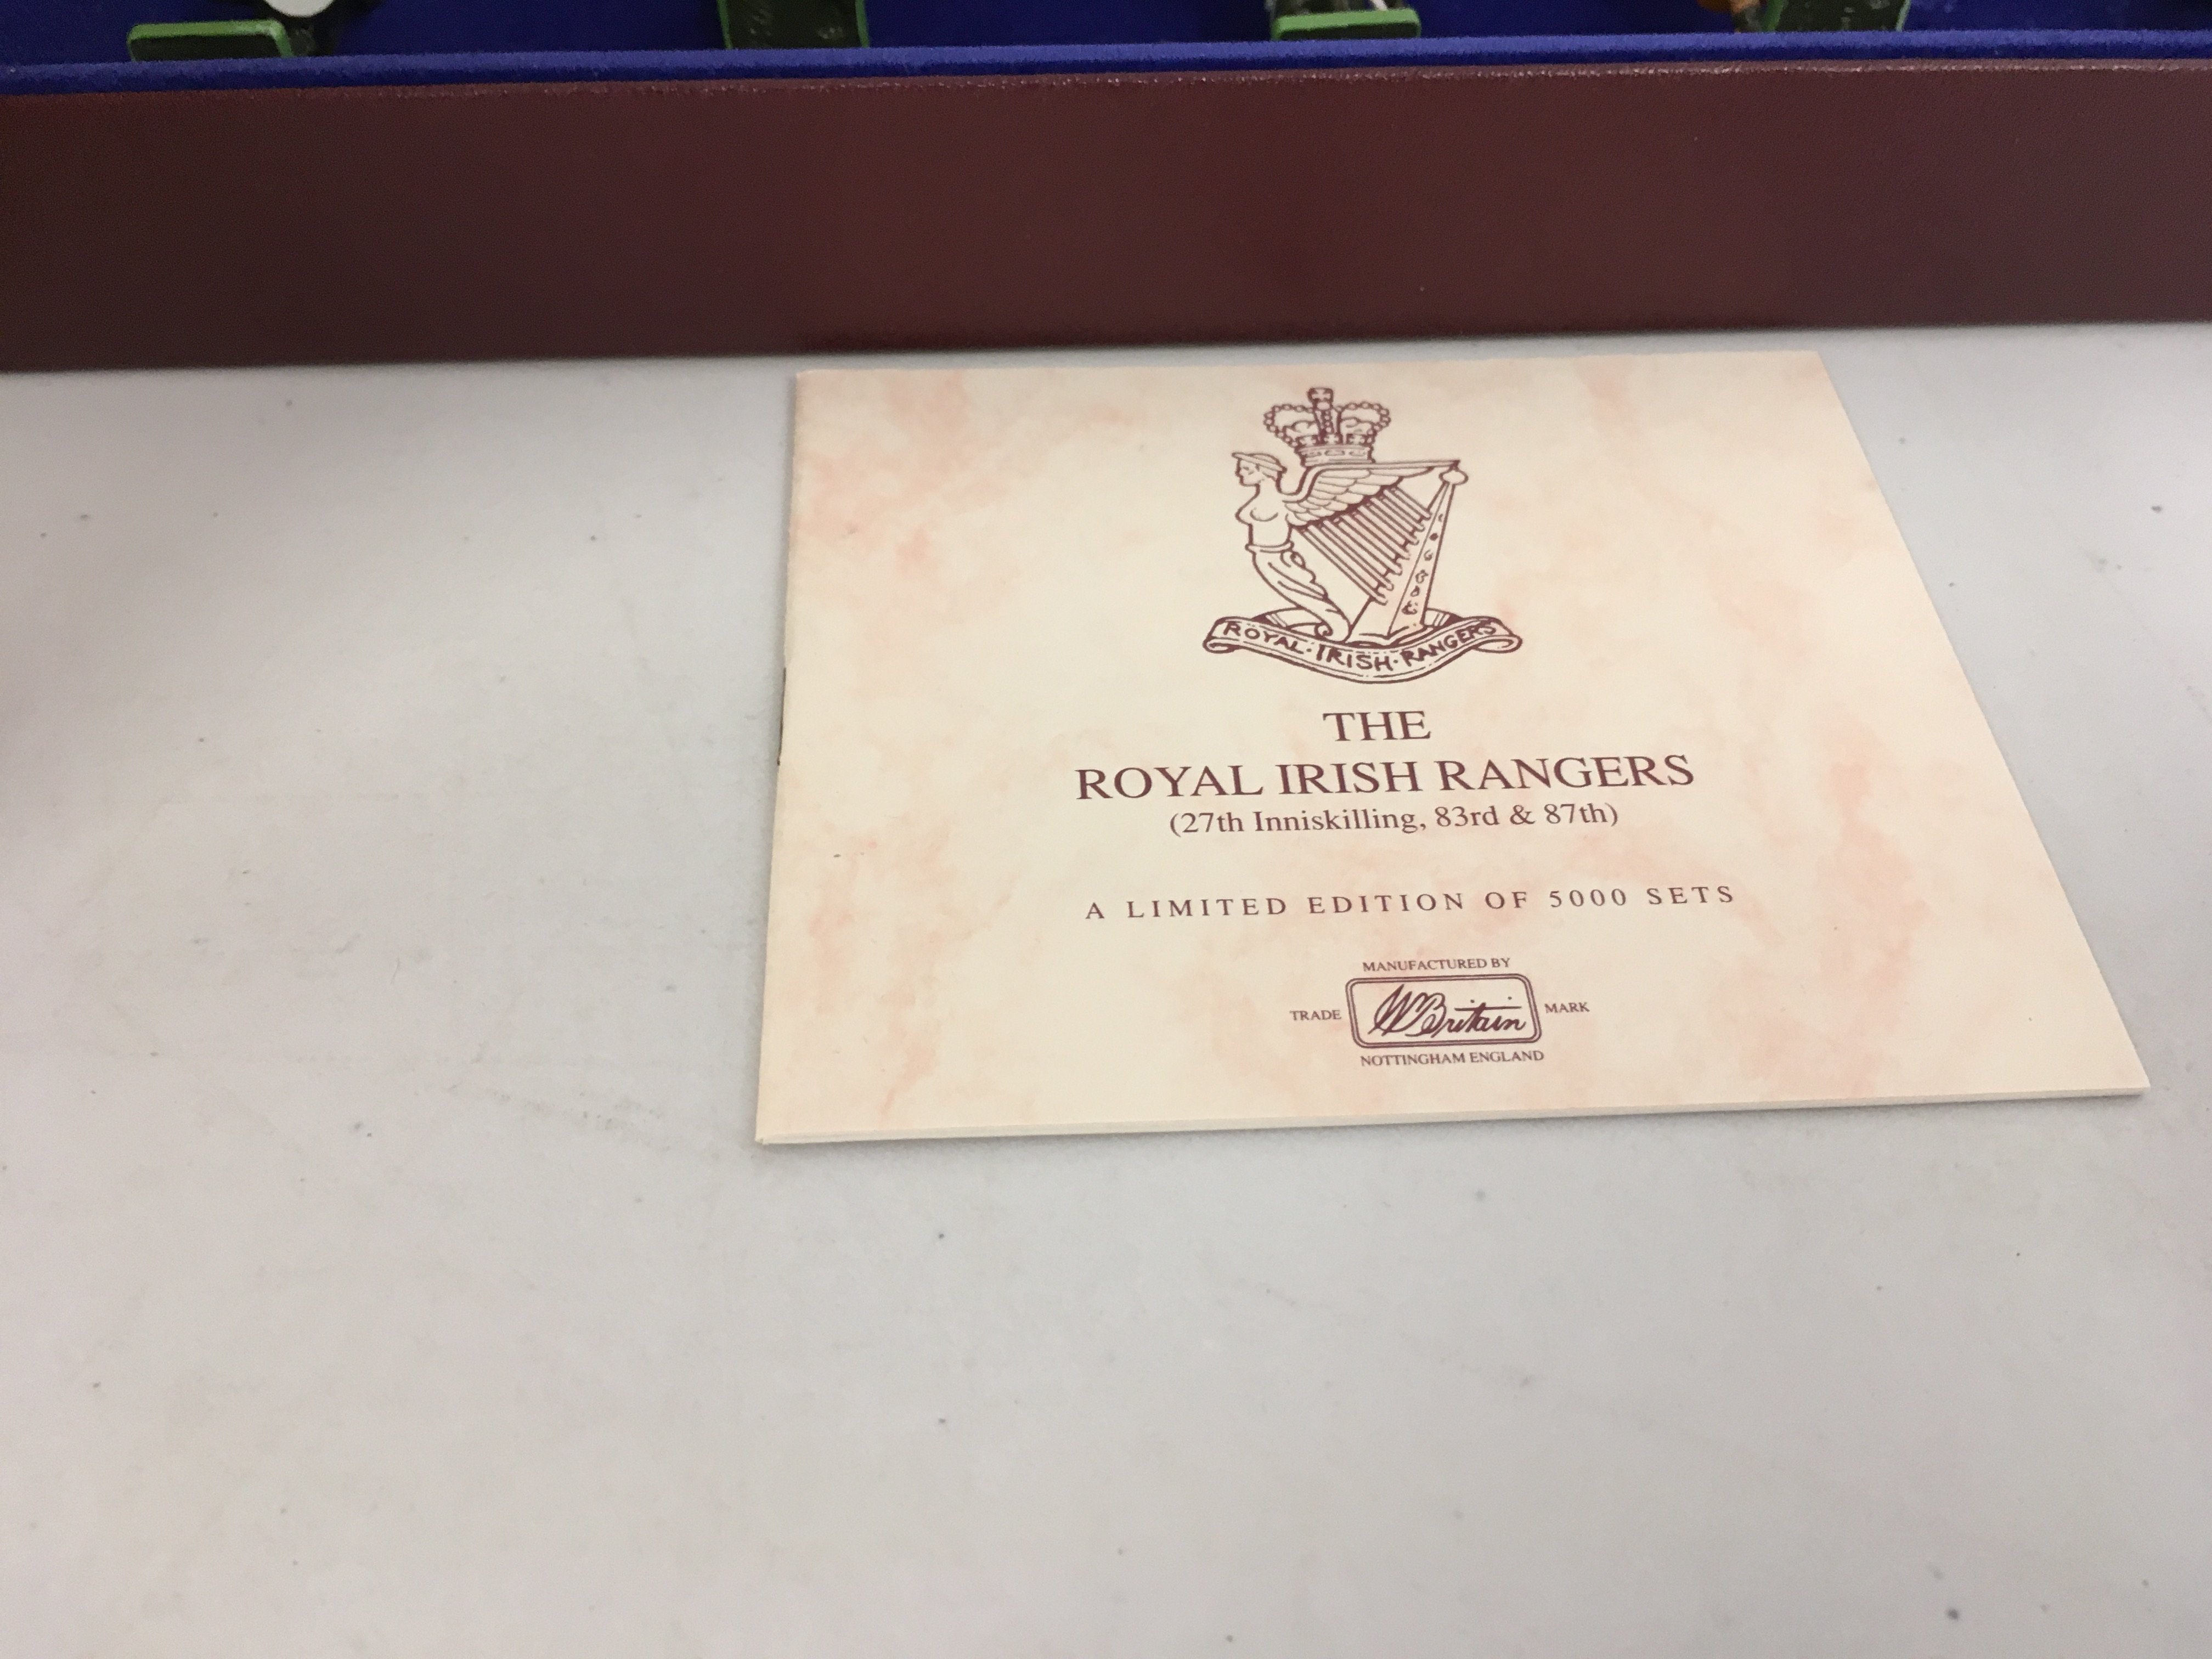 ROYAL·IRISH·RANGERS
THE
ROYAL IRISH RANGERS
(27th Inniskilling, 83rd & 87th)
A LIMITED EDITION OF 5000 SETS
MANUFACTURED BY
TRADE W Britain MARK
NOTTINGHAM ENGLAND